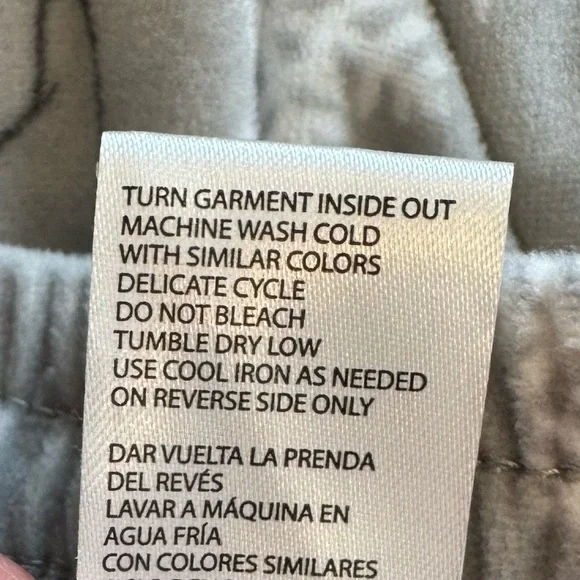 TURN GARMENT INSIDE OUT
MACHINE WASH COLD
WITH SIMILAR COLORS
DELICATE CYCLE
DO NOT BLEACH
TUMBLE DRY LOW
USE COOL IRON AS NEEDED
ON REVERSE SIDE ONLY
DAR VUELTA LA PRENDA
DEL REVÉS
LAVAR A MÁQUINA EN
AGUA FRÍA
CON COLORES SIMILARES